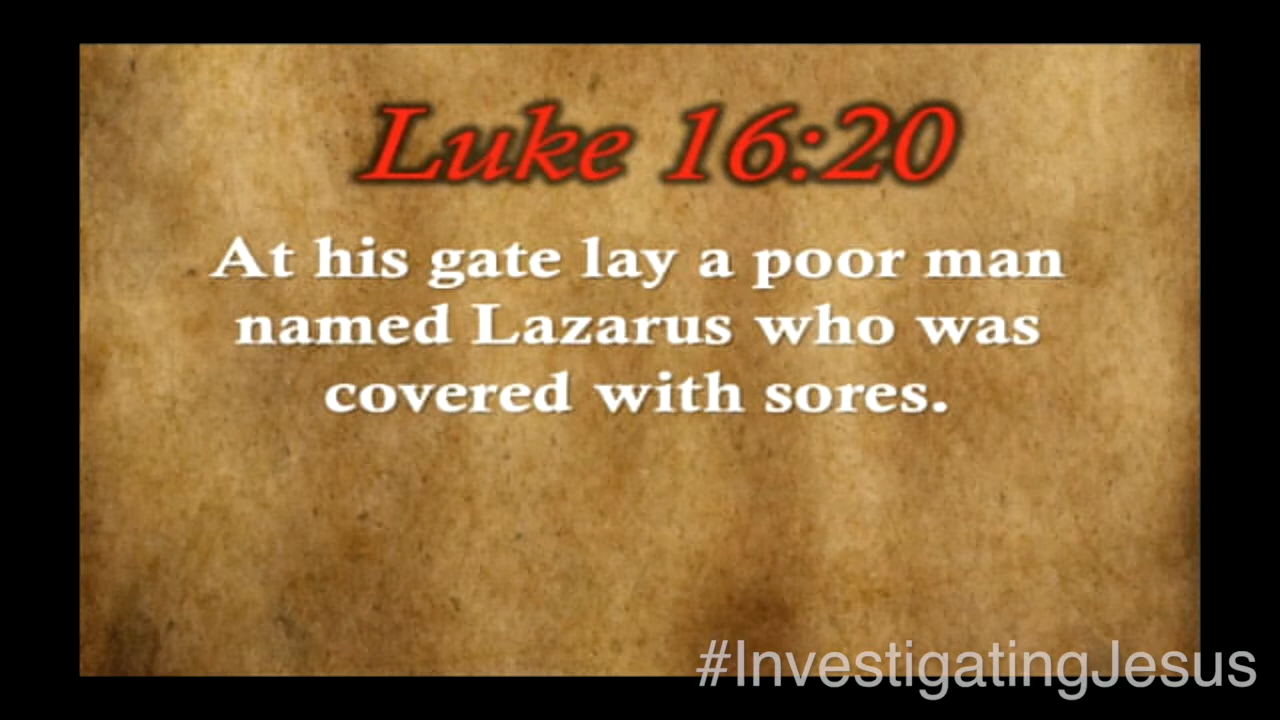 Luke 16:20
At his gate lay a poor man
named Lazarus who was
covered with sores.
#InvestigatingJesus